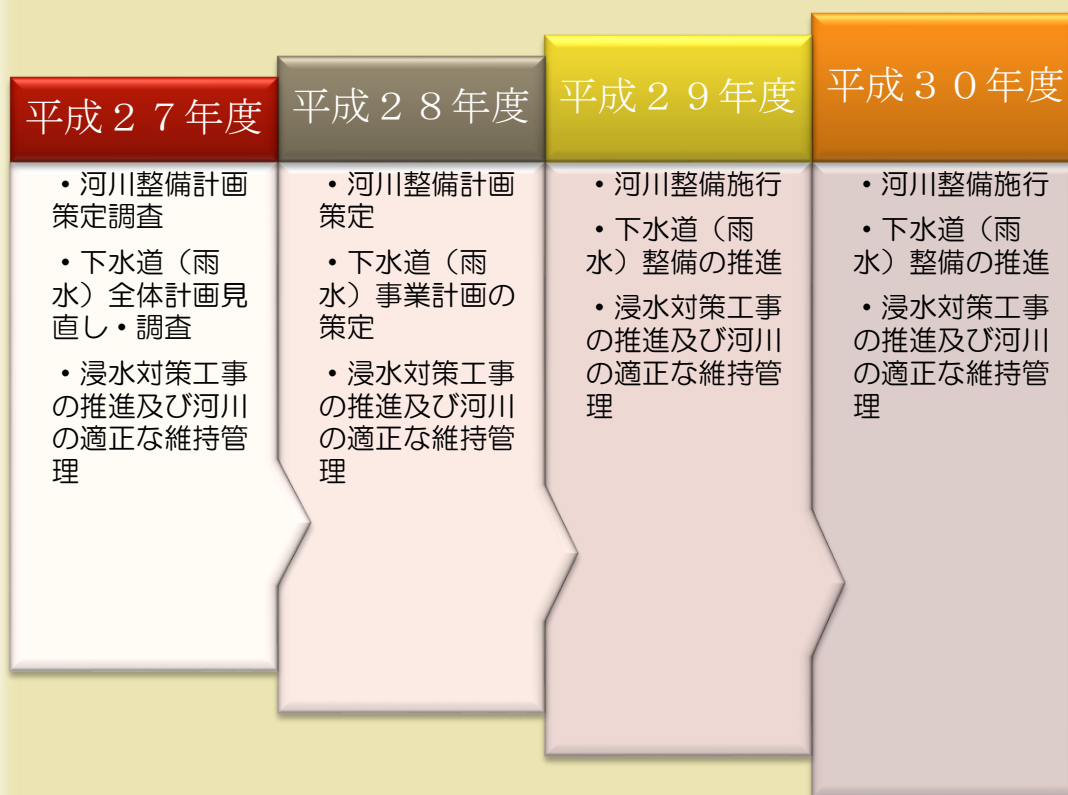 平成２７年度
・河川整備計画
策定調査
・下水道（雨
水）全体計画見
直し・調査
・浸水対策工事
の推進及び河川
の適正な維持管
理
平成２８年度
・河川整備計画
策定
・下水道（雨
水）事業計画の
策定
・浸水対策工事
の推進及び河川
の適正な維持管
理
平成２９年度
・河川整備施行
・下水道（雨
水）整備の推進
・浸水対策工事
の推進及び河川
の適正な維持管
理
平成３０年度
・河川整備施行
・下水道（雨
水）整備の推進
・浸水対策工事
の推進及び河川
の適正な維持管
理